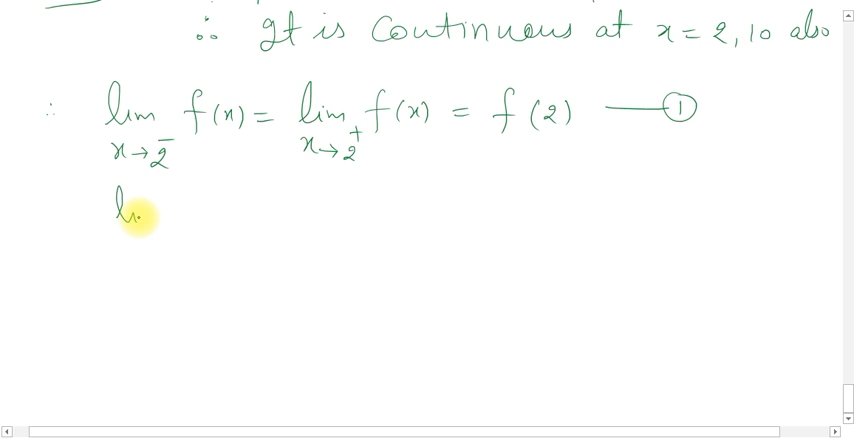 ∴ It is Continuous at x = 2, 10 also
∴ lim x→2⁻ f(x) = lim x→2⁺ f(x) = f(2) —— ①